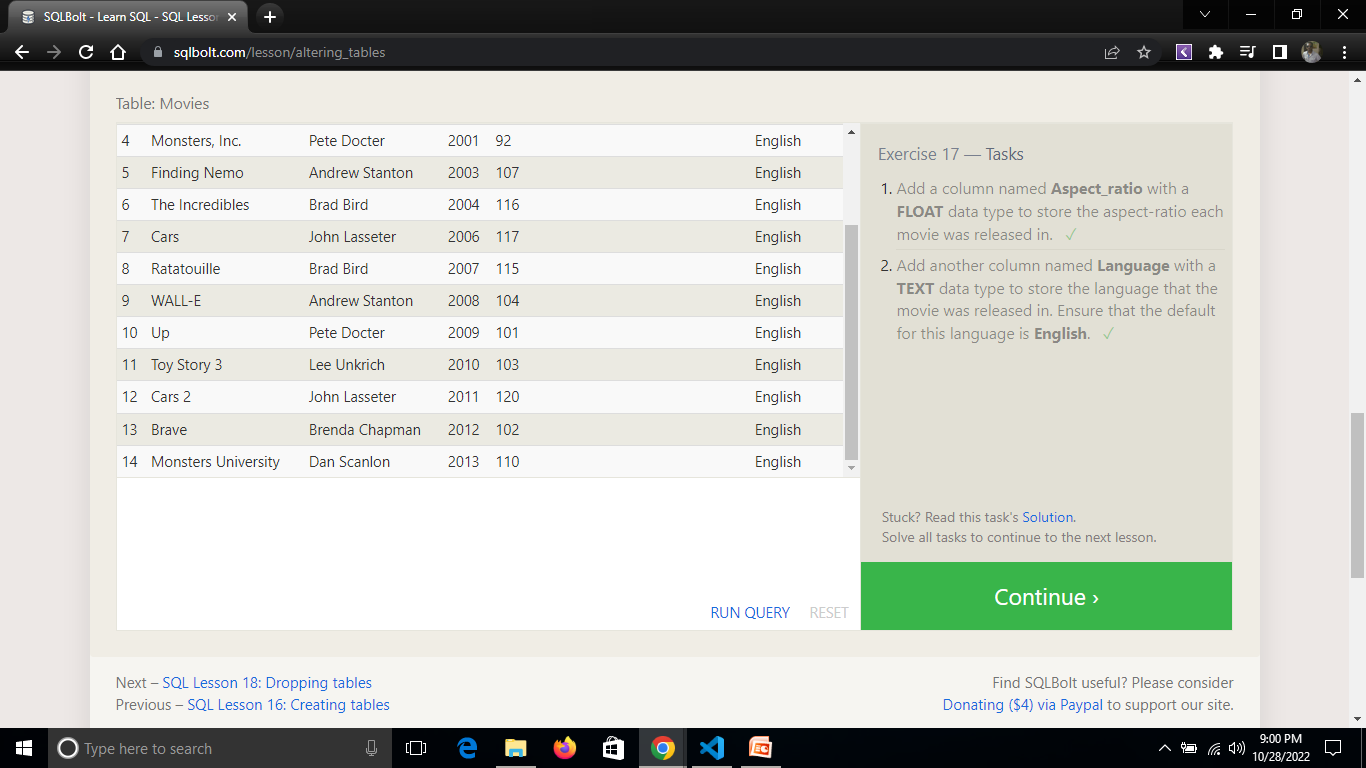 SQLBolt - Learn SQL - SQL Lesson
sqlbolt.com/lesson/altering_tables
Table: Movies
4 Monsters, Inc. Pete Docter 2001 92 English
5 Finding Nemo Andrew Stanton 2003 107 English
6 The Incredibles Brad Bird 2004 116 English
7 Cars John Lasseter 2006 117 English
8 Ratatouille Brad Bird 2007 115 English
9 WALL-E Andrew Stanton 2008 104 English
10 Up Pete Docter 2009 101 English
11 Toy Story 3 Lee Unkrich 2010 103 English
12 Cars 2 John Lasseter 2011 120 English
13 Brave Brenda Chapman 2012 102 English
14 Monsters University Dan Scanlon 2013 110 English
RUN QUERY RESET
Exercise 17 — Tasks
1. Add a column named Aspect_ratio with a
FLOAT data type to store the aspect-ratio each
movie was released in. ✓
2. Add another column named Language with a
TEXT data type to store the language that the
movie was released in. Ensure that the default
for this language is English. ✓
Stuck? Read this task's Solution.
Solve all tasks to continue to the next lesson.
Continue ›
Next – SQL Lesson 18: Dropping tables
Previous – SQL Lesson 16: Creating tables
Find SQLBolt useful? Please consider
Donating ($4) via Paypal to support our site.
Type here to search
9:00 PM
10/28/2022